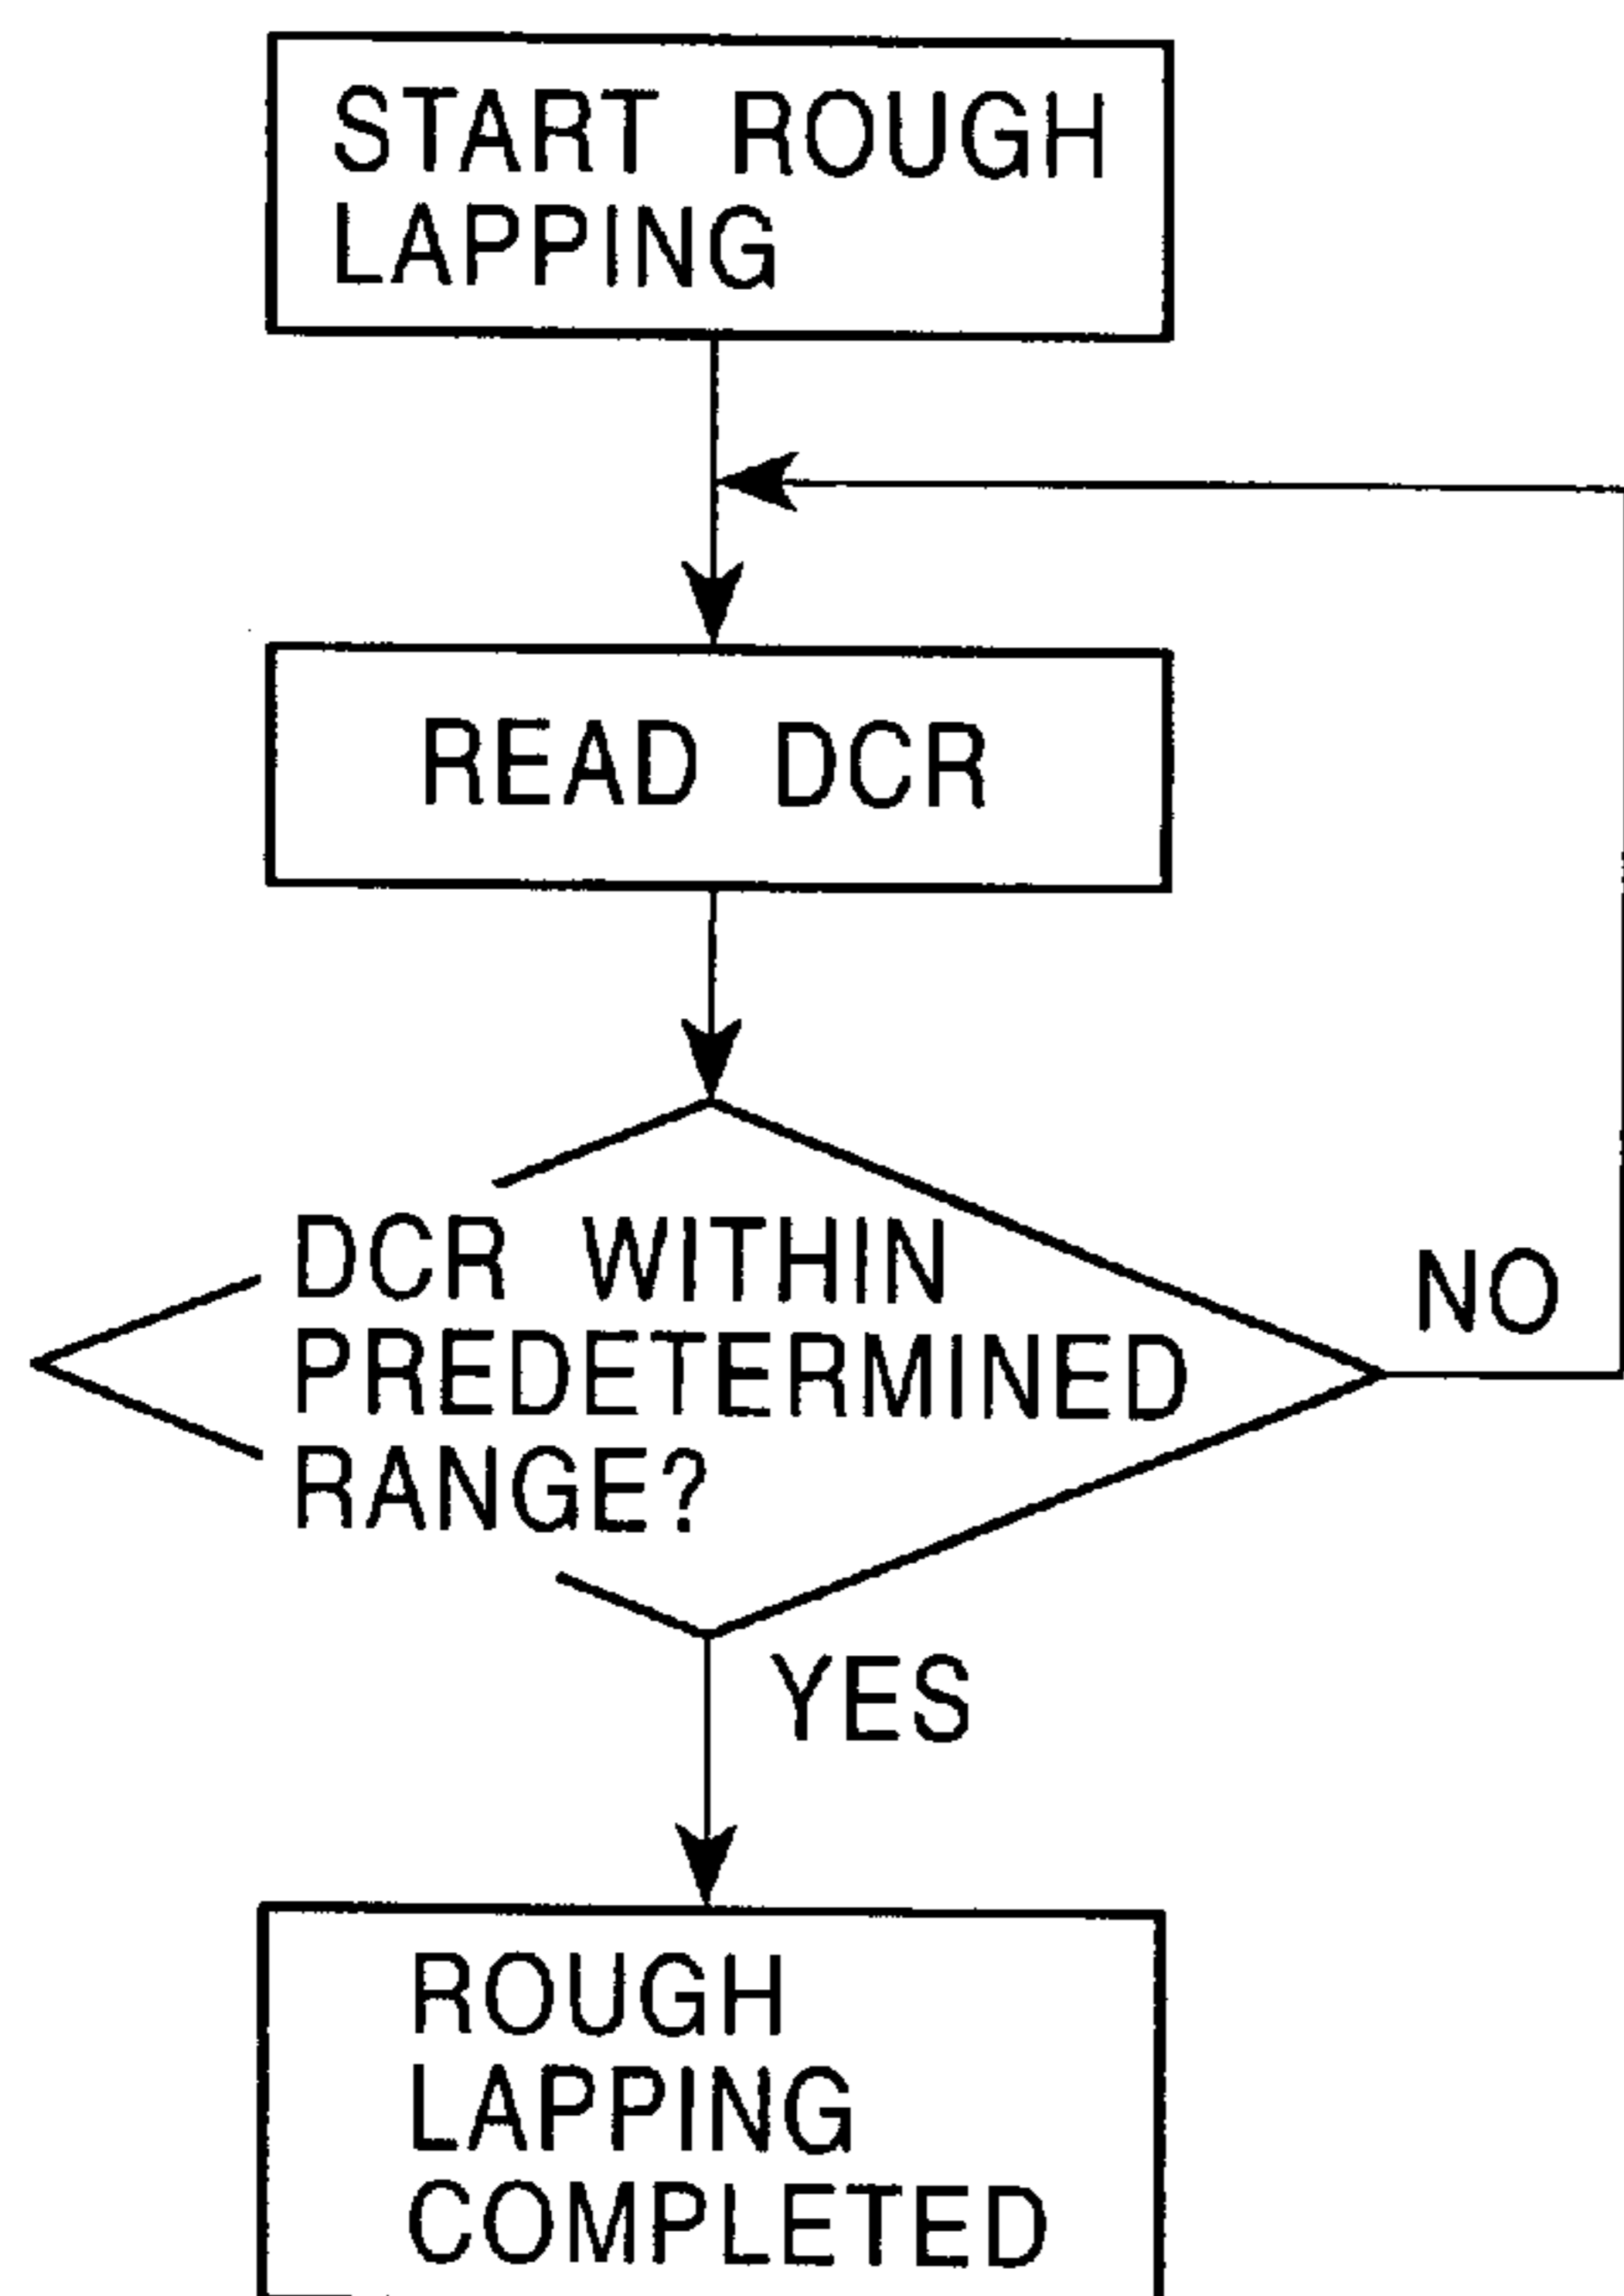 START ROUGH
LAPPING
READ DCR
DCR WITHIN
PREDETERMINED
RANGE?
NO
YES
ROUGH
LAPPING
COMPLETED